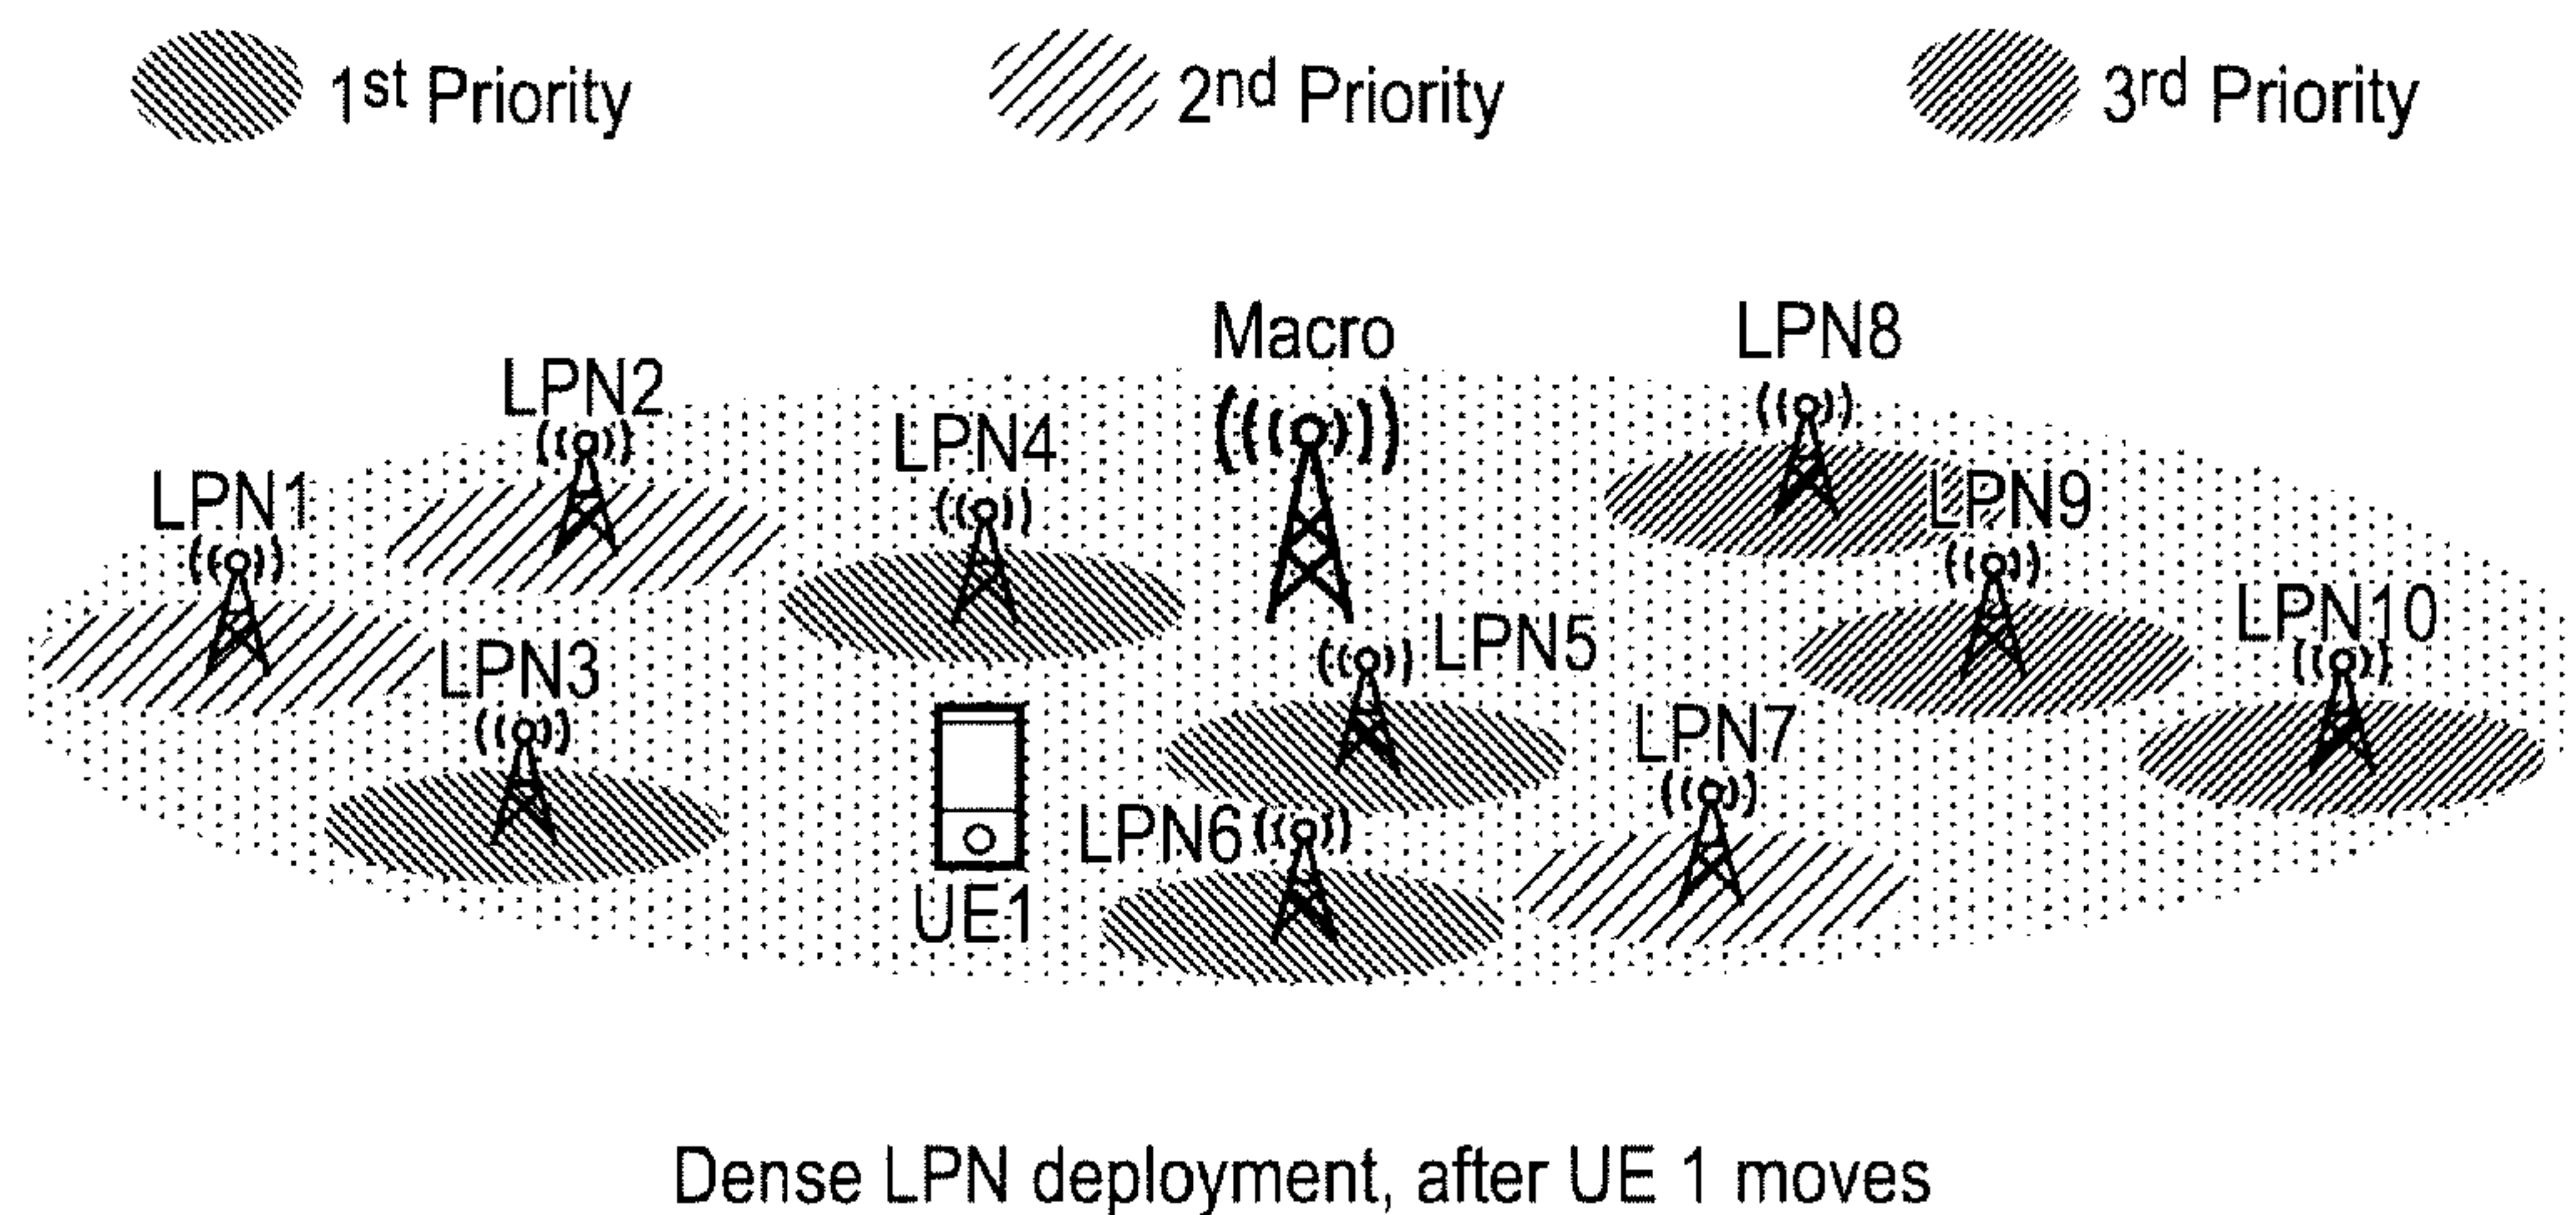 1st Priority
2nd Priority
3rd Priority
Macro
LPN8
LPN2
LPN4
LPN1
LPN9
LPN10
LPN3
LPN5
LPN7
LPN6
UE1
Dense LPN deployment, after UE 1 moves